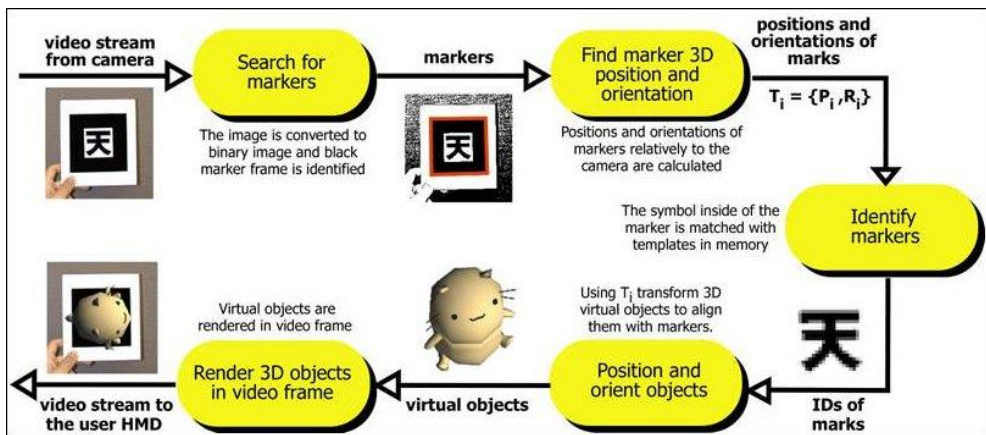 video stream
from camera
Search for
markers
The image is converted to
binary image and black
marker frame is identified
markers
Find marker 3D
position and
orientation
Positions and orientations of
markers relatively to the
camera are calculated
positions and
orientations of
marks
Ti = {Pi ,Ri}
天
天
The symbol inside of the
marker is matched with
templates in memory
Identify
markers
天
IDs of
marks
Using Ti transform 3D
virtual objects to align
them with markers.
Position and
orient objects
virtual objects
Virtual objects are
rendered in video frame
Render 3D objects
in video frame
video stream to
the user HMD